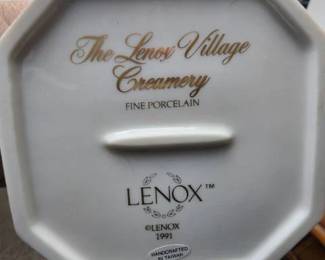 The Lenox Village
Creamery
FINE PORCELAIN
LENOX™
©LENOX
1991
HANDCRAFTED
IN TAIWAN